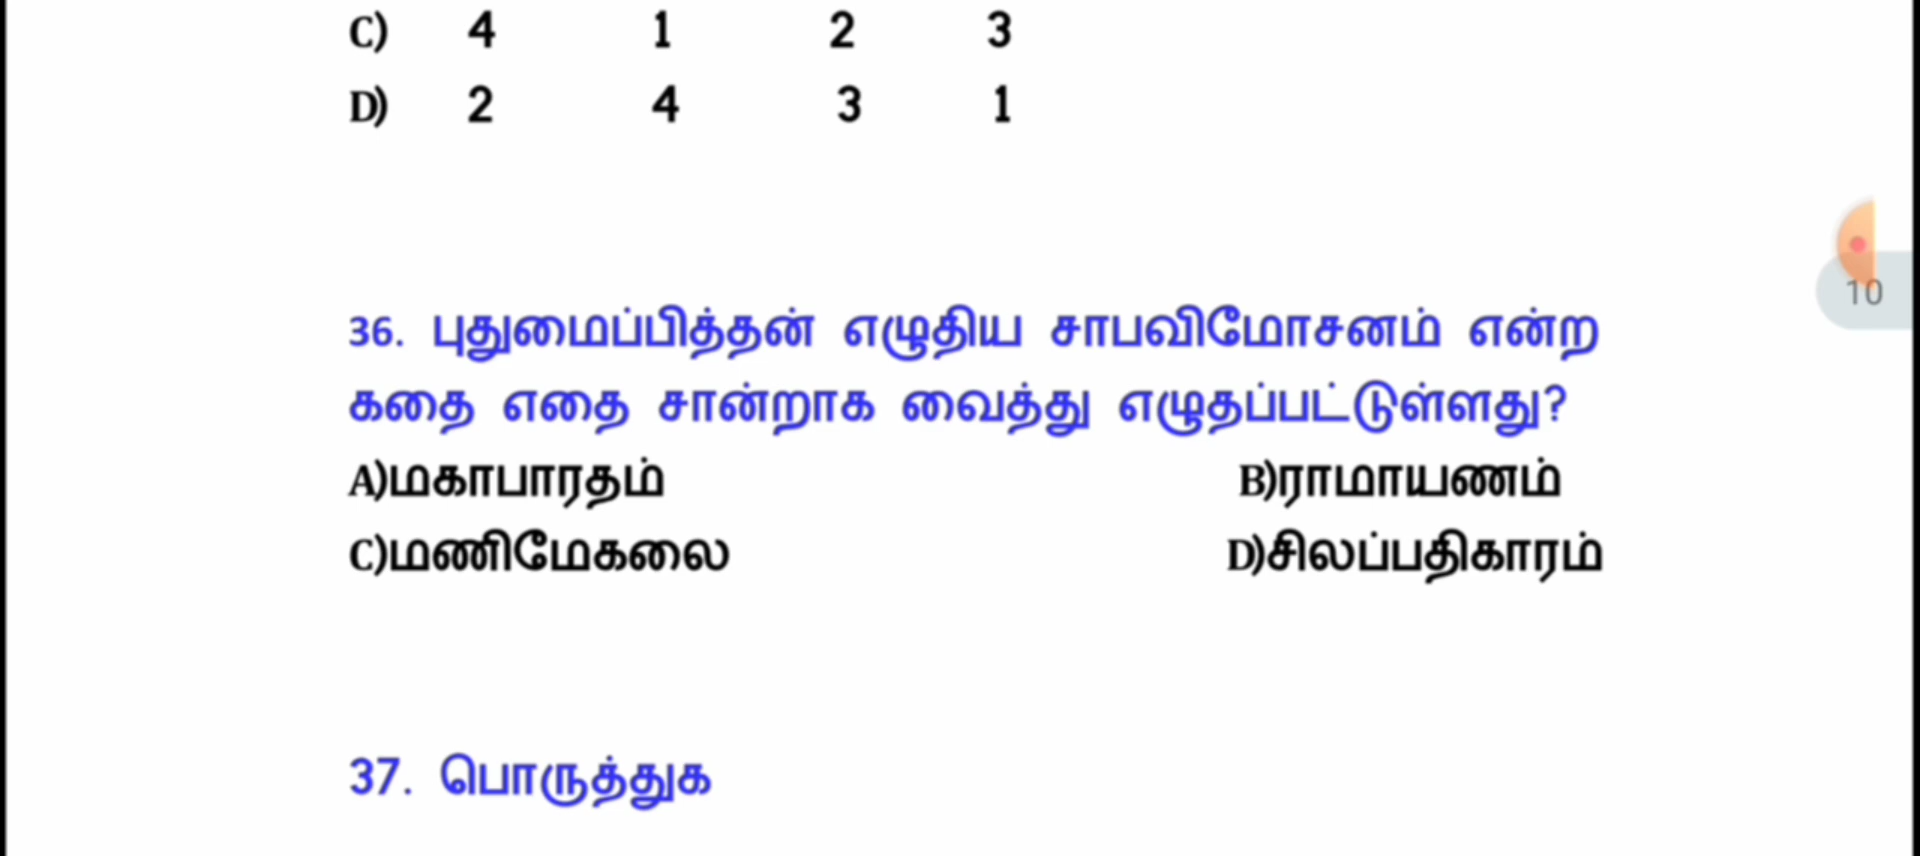 C) 4 1 2 3
D) 2 4 3 1
36. புதுமைப்பித்தன் எழுதிய சாபவிமோசனம் என்ற
கதை எதை சான்றாக வைத்து எழுதப்பட்டுள்ளது?
A)மகாபாரதம் B)ராமாயணம்
C)மணிமேகலை D)சிலப்பதிகாரம்
37. பொருத்துக
10